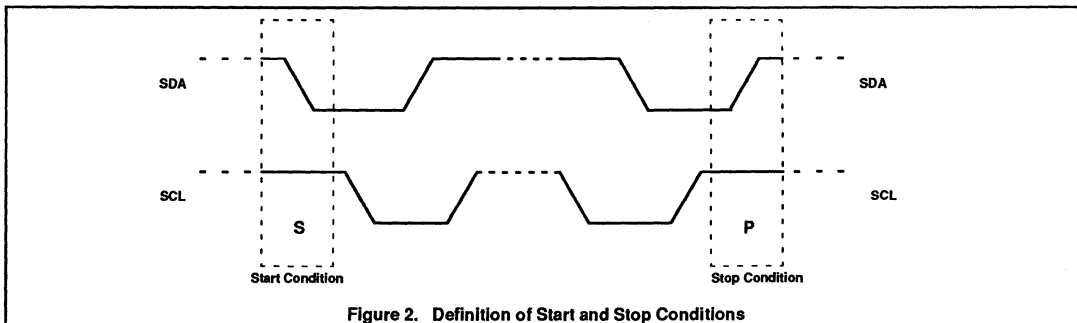 SDA
SDA
SCL
SCL
S
P
Start Condition
Stop Condition
Figure 2. Definition of Start and Stop Conditions